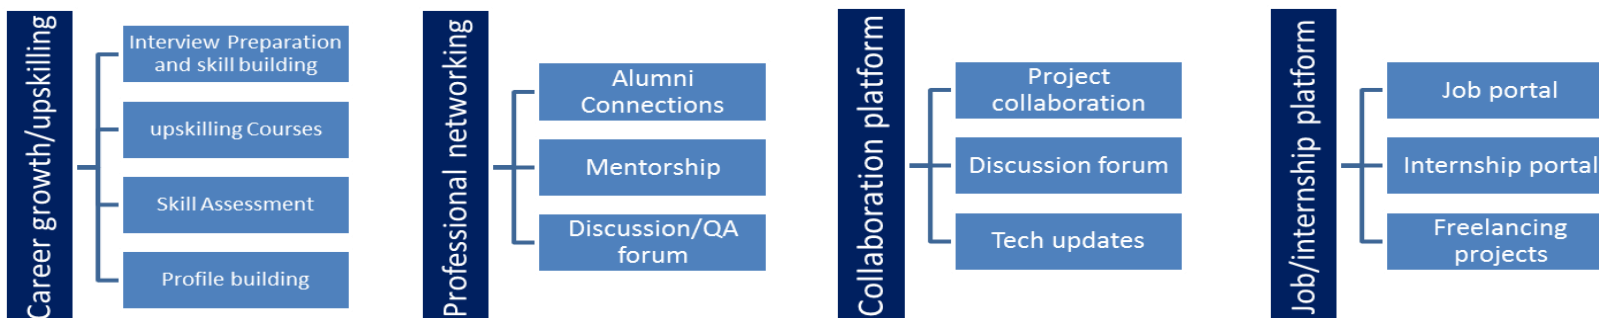 Career growth/upskilling
Interview Preparation
and skill building
upskilling Courses
Skill Assessment
Profile building
Professional networking
Alumni
Connections
Mentorship
Discussion/QA
forum
Collaboration platform
Project
collaboration
Discussion forum
Tech updates
Job/internship platform
Job portal
Internship portal
Freelancing
projects